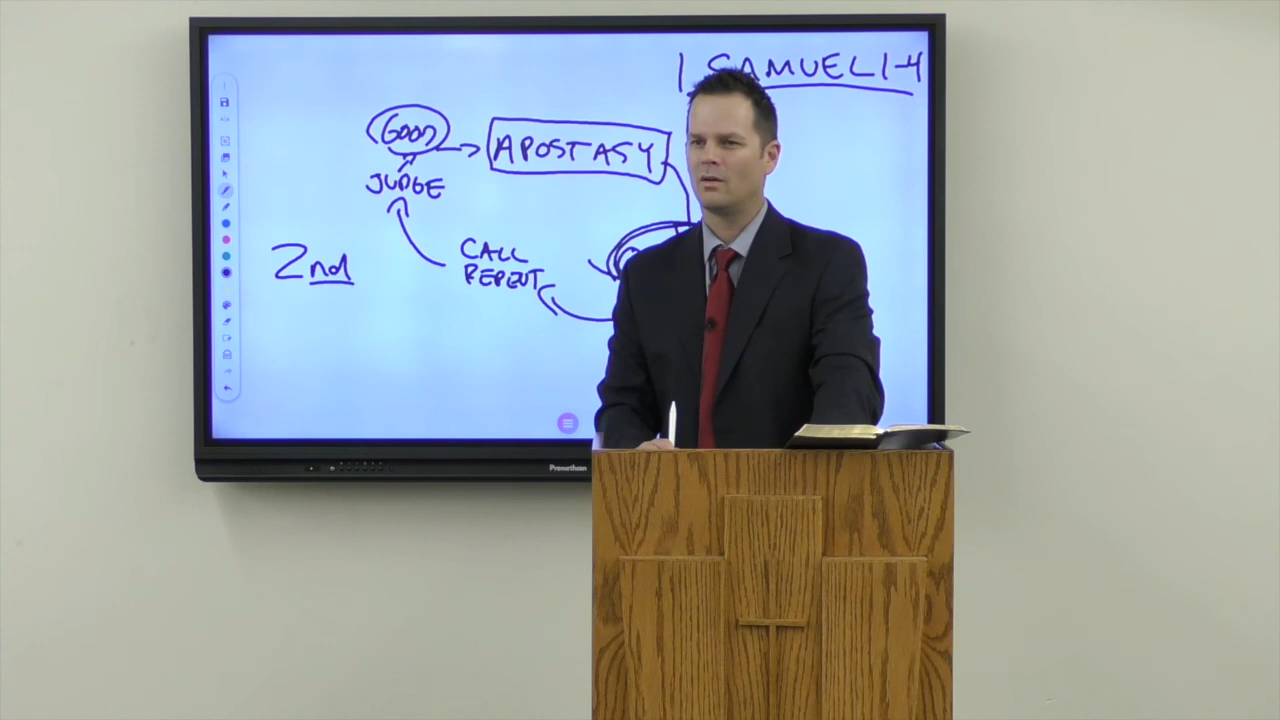 1 SAMUEL 1-4
GOOD
APOSTASY
JUDGE
2nd
CALL
REPENT
Promethean